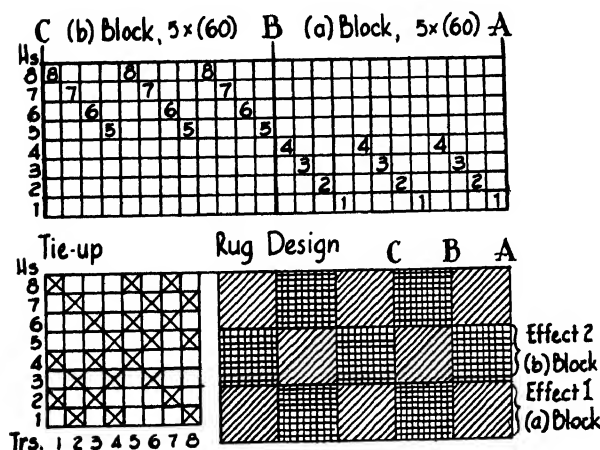 C (b) Block, 5x(60) B (a) Block, 5x(60) A
Hs
8 8 8 8
7 7 7 7
6 6 6 6
5 5 5 5
4 4 4 4
3 3 3 3
2 2 2 2
1 1 1 1
Tie-up Rug Design C B A
Hs
8
7
6
5
4
3
2
1
Trs. 1 2 3 4 5 6 7 8
Effect 2
(b) Block
Effect 1
(a) Block